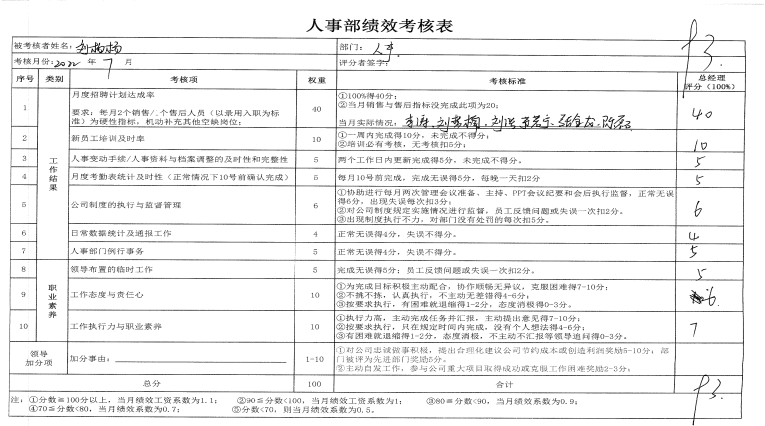 人事部绩效考核表
93
被考核者姓名: 部门: 人事
考核月份: 2022 年 7 月 评分者签字:
序号 类别 考核项 权重 考核标准 总经理评分(100%)
1 月度招聘计划达成率 40 ①100%得40分; 40
要求:每月2个销售/.个售后人员(以录用入职为标 ②当月销售与售后指标没完成此项为20;
准)为硬性指标,机动补充其他空缺岗位; 当月实际情况:
2 新员工培训及时率 10 ①一周内完成得10分,未完成不得分; 10
②培训必有考核,无考核扣5分;
3 人事变动手续/人事资料与档案调整的及时性和完整性 5 两个工作日内更新完成得5分,未完成不得分。 5
4 月度考勤表统计及时性(正常情况下10号前确认完成) 5 每月10号前完成,完成无误得5分,每晚一天扣2分 5
工作结果
5 公司制度的执行与监督管理 6 ①协助进行每月两次管理会议准备、主持、PPT会议纪要和会后执行监督,正常无误 6
得6分,出现失误每次扣3分;
②对公司制度规定实施情况进行监督,员工反馈问题或失误一次扣2分。
③出现制度执行不力,对部门没有处罚的每次扣5分。
6 日常数据统计及通报工作 4 正常无误得4分,失误不得分。 4
7 人事部门例行事务 5 正常无误得4分,失误不得分。 5
8 领导布置的临时工作 5 完成无误得5分;员工反馈问题或失误一次扣2分。 5
职业素养
9 工作态度与责任心 10 ①为完成目标积极主动配合,协作顺畅无异议,克服困难得7-10分; 6
②不挑不拣,认真执行,不主动无差错得4-6分;
③按要求执行,有困难就退缩得1-2分,态度消极得0-3分。
10 工作执行力与职业素养 10 ①执行力高,主动完成任务并汇报,主动提出意见得7-10分; 7
②按要求执行,只在规定时间内完成,没有个人想法得4-6分;
③有困难就退缩得1-2分,态度消极,不主动不汇报等领导追问得0-3分。
领导加分项 加分事由: 1-10 ①对公司忠诚做事积极,提出合理化建议公司节约成本或创造利润奖励5-10分;部
门被评为先进部门奖励5分。
②主动自发工作,参与公司重大项目取得成功或克服工作困难奖励2-3分;
总分 100 合计 93
注:①分数≧100分以上,当月绩效工资系数为1.1; ②90≦分数<100,当月绩效工资系数为1; ③80≦分数<90,当月绩效系数为0.9;
④70≦分数<80,当月绩效系数为0.7; ⑤分数<70,则当月绩效系数为0.5。